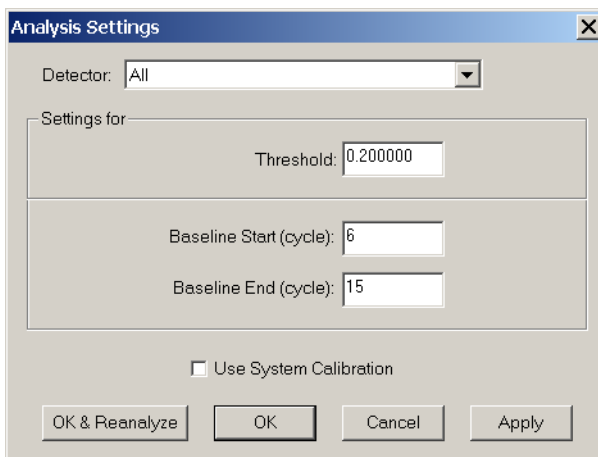 Analysis Settings
Detector: All
Settings for
Threshold: 0.200000
Baseline Start (cycle): 6
Baseline End (cycle): 15
Use System Calibration
OK & Reanalyze OK Cancel Apply